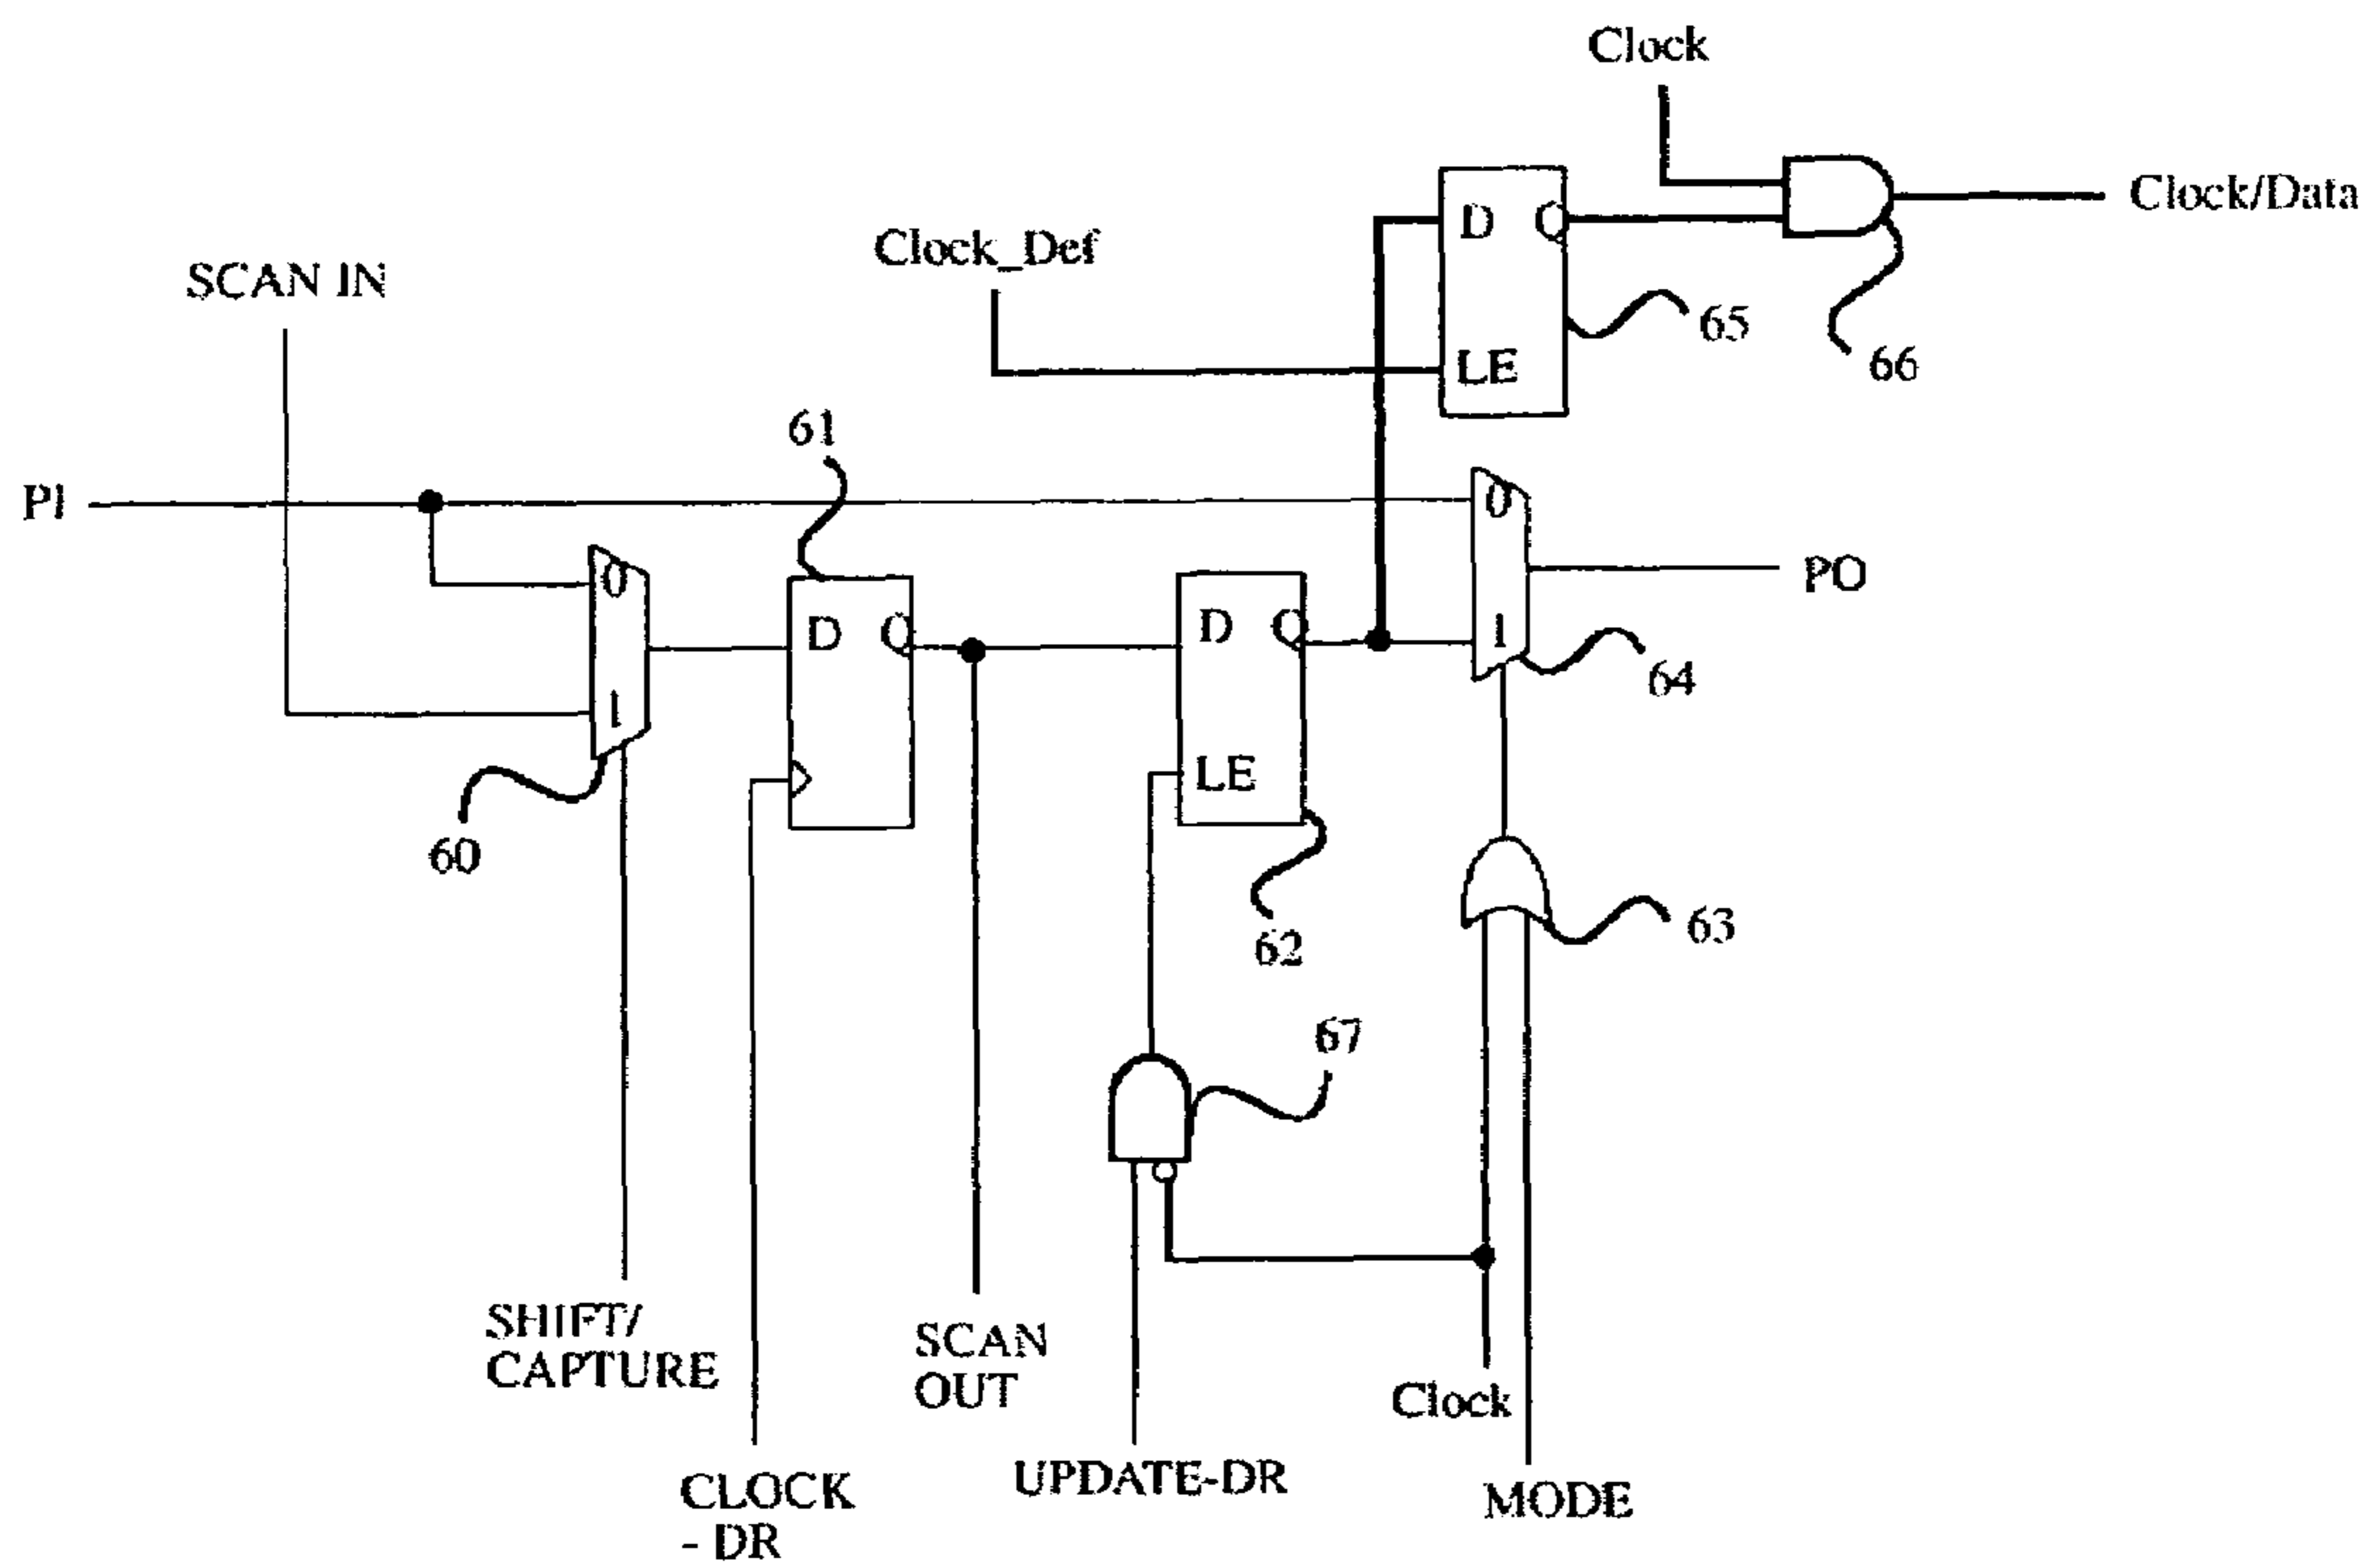 Clock
Clock/Data
D Q
Clock_Def
SCAN IN
65
LE
66
61
PI
0
0
PO
D Q
D Q
1
64
1
LE
60
63
62
67
SHIFT/
CAPTURE
SCAN
OUT
Clock
UPDATE-DR
CLOCK
- DR
MODE